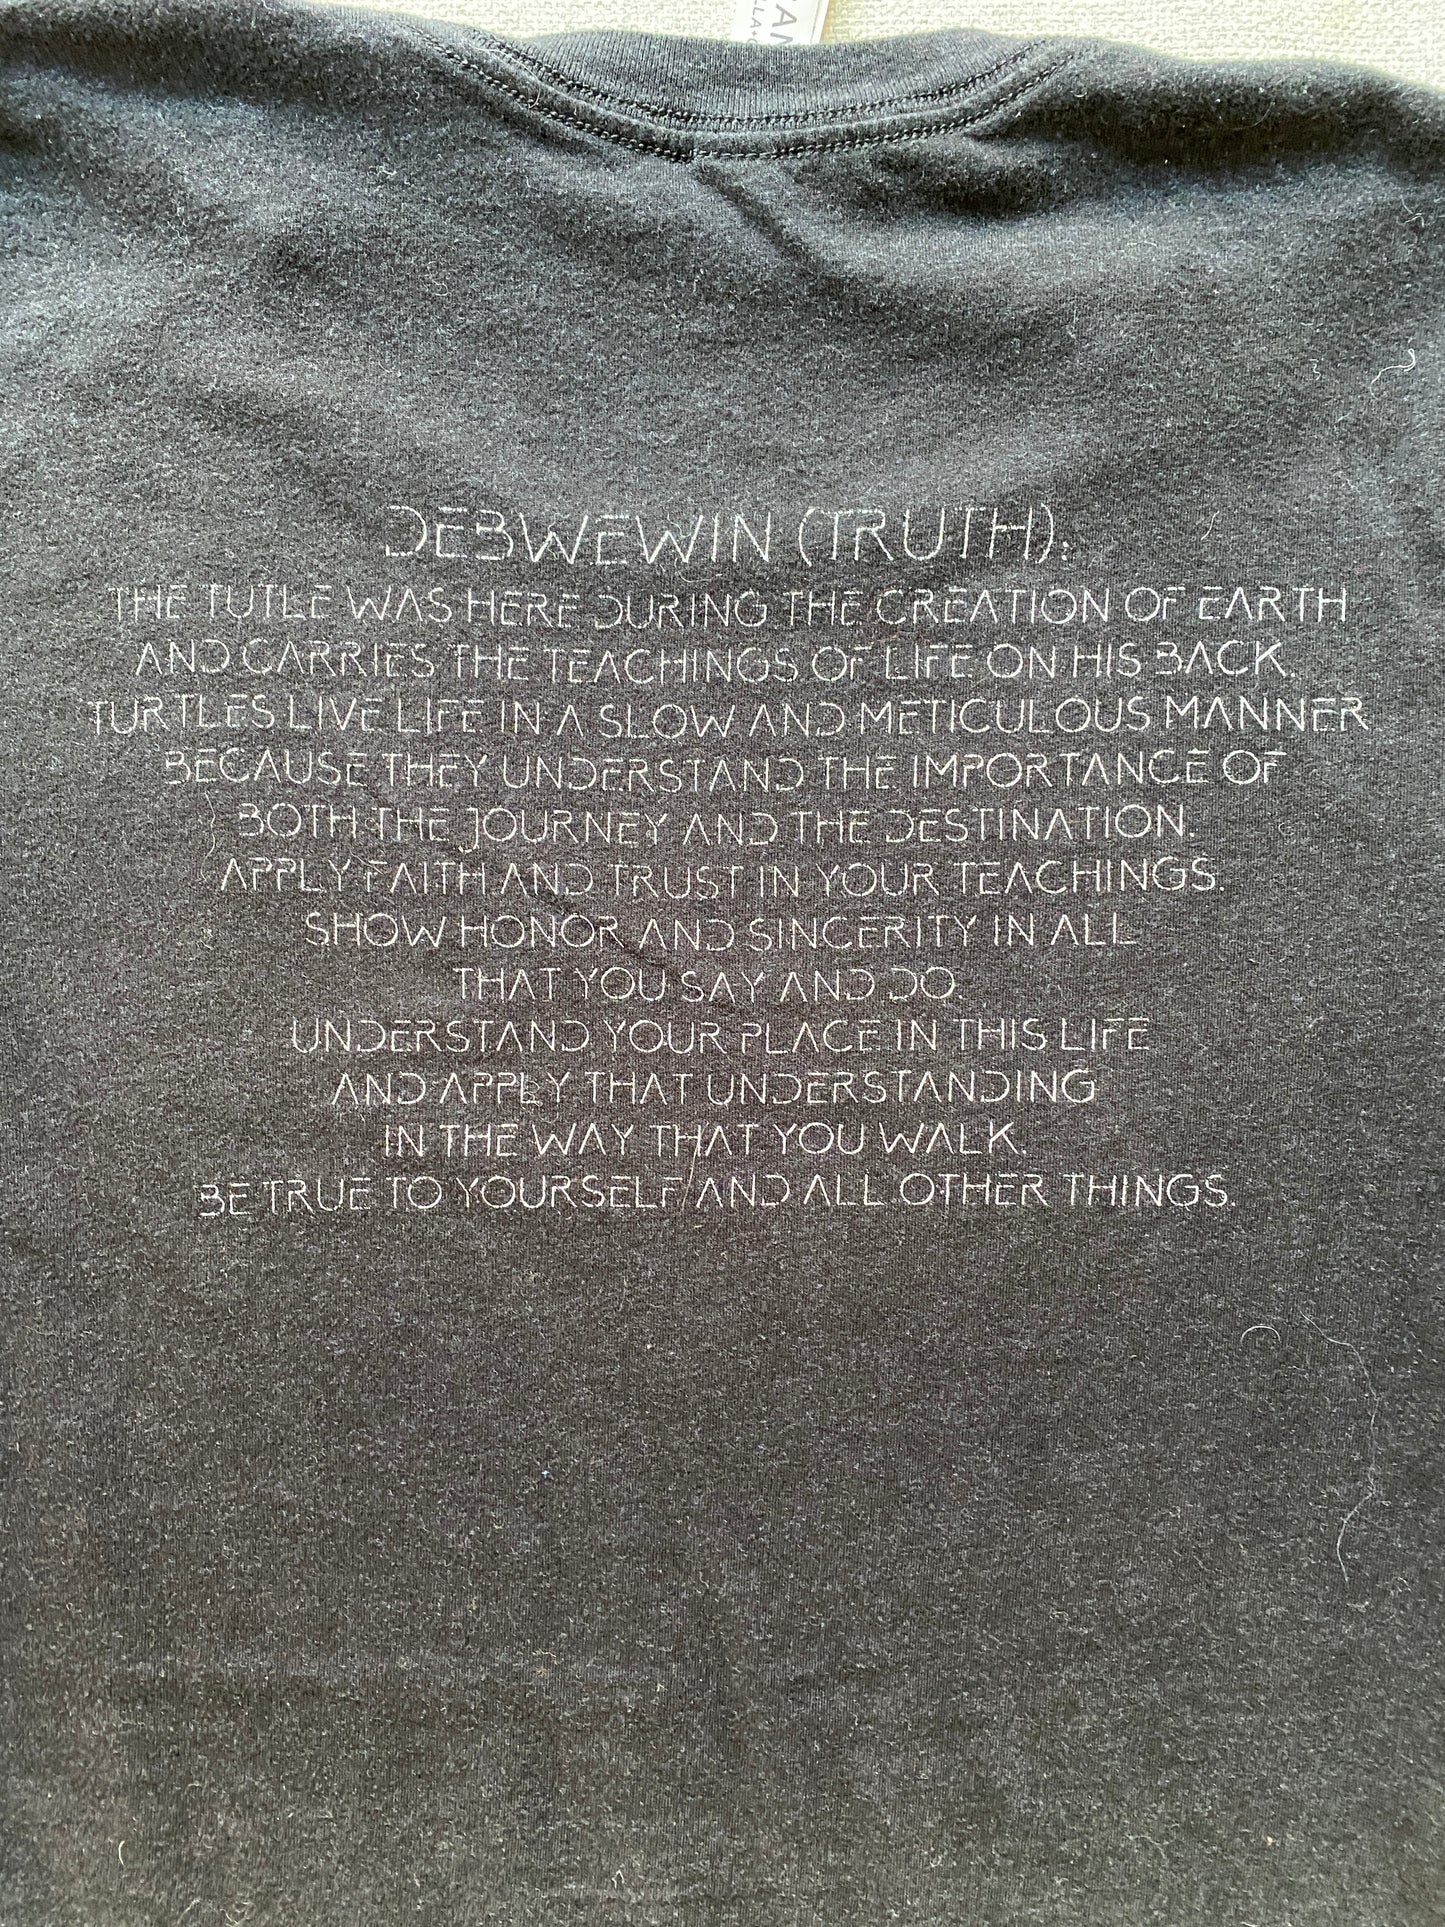 DEBWEWIN (TRUTH):
THE TUTLE WAS HERE DURING THE CREATION OF EARTH
AND CARRIES THE TEACHINGS OF LIFE ON HIS BACK.
TURTLES LIVE LIFE IN A SLOW AND METICULOUS MANNER
BECAUSE THEY UNDERSTAND THE IMPORTANCE OF
BOTH THE JOURNEY AND THE DESTINATION.
APPLY FAITH AND TRUST IN YOUR TEACHINGS.
SHOW HONOR AND SINCERITY IN ALL
THAT YOU SAY AND DO.
UNDERSTAND YOUR PLACE IN THIS LIFE
AND APPLY THAT UNDERSTANDING
IN THE WAY THAT YOU WALK.
BE TRUE TO YOURSELF AND ALL OTHER THINGS.